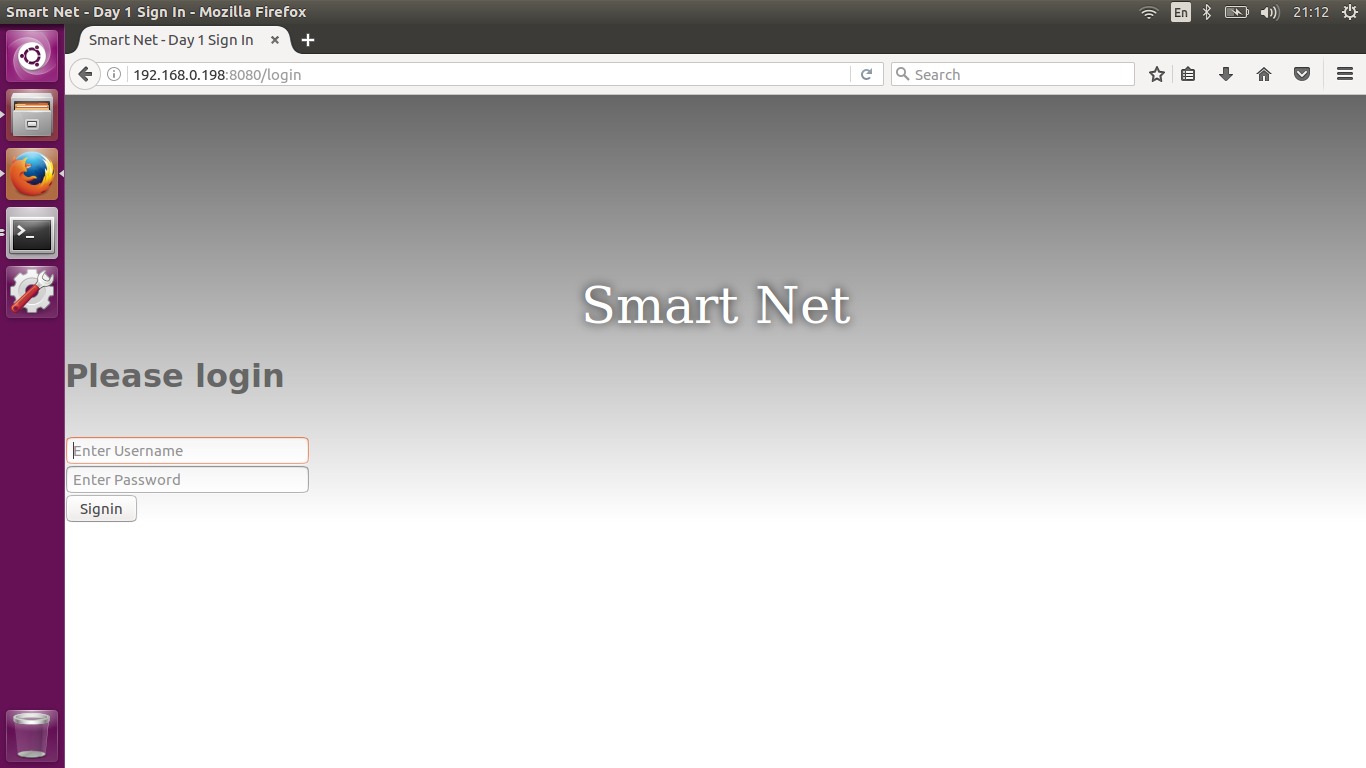 Smart Net - Day 1 Sign In - Mozilla Firefox
En
21:12
Smart Net - Day 1 Sign In
192.168.0.198:8080/login
Search
Smart Net
Please login
Enter Username
Enter Password
Signin